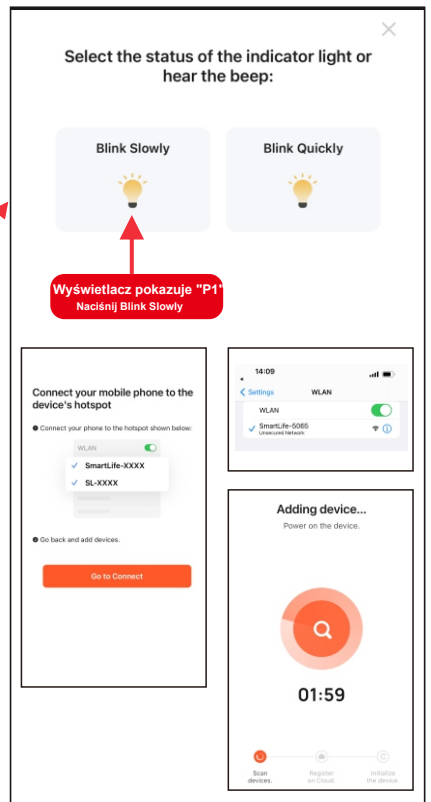 Select the status of the indicator light or
hear the beep:
Blink Slowly
Blink Quickly
Wyświetlacz pokazuje "P1"
Naciśnij Blink Slowly
Connect your mobile phone to the
device's hotspot
❶ Connect your phone to the hotspot shown below:
WLAN
SmartLife-XXXX
SL-XXXX
❷ Go back and add devices.
Go to Connect
14:09
Settings
WLAN
WLAN
SmartLife-5065
Unsecured Network
Adding device...
Power on the device.
01:59
Scan
devices.
Register
on Cloud.
Initialize
the device.